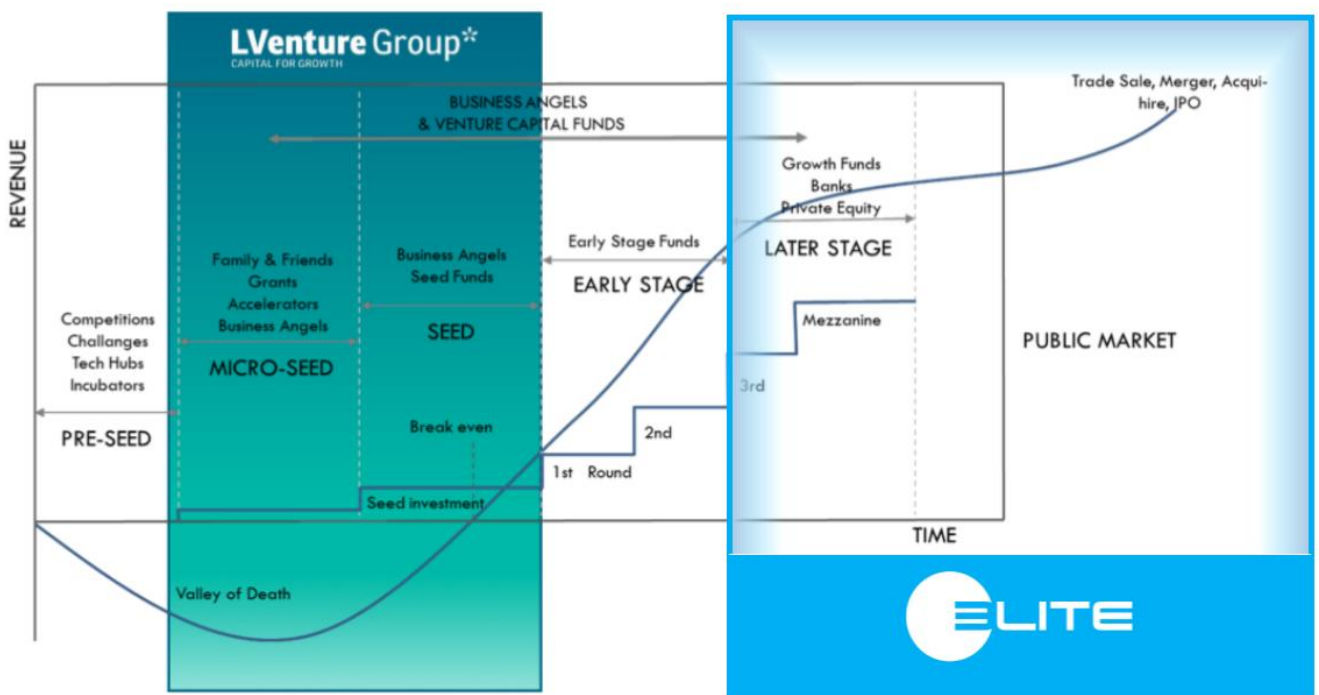 LVenture Group*
CAPITAL FOR GROWTH
BUSINESS ANGELS
& VENTURE CAPITAL FUNDS
Trade Sale, Merger, Acqui-
hire, IPO
REVENUE
Growth Funds
Banks
Private Equity
LATER STAGE
Early Stage Funds
EARLY STAGE
Business Angels
Seed Funds
SEED
Family & Friends
Grants
Accelerators
Business Angels
MICRO-SEED
Competitions
Challanges
Tech Hubs
Incubators
PRE-SEED
Mezzanine
PUBLIC MARKET
3rd
2nd
Break even
1st Round
Seed investment
TIME
Valley of Death
ELITE